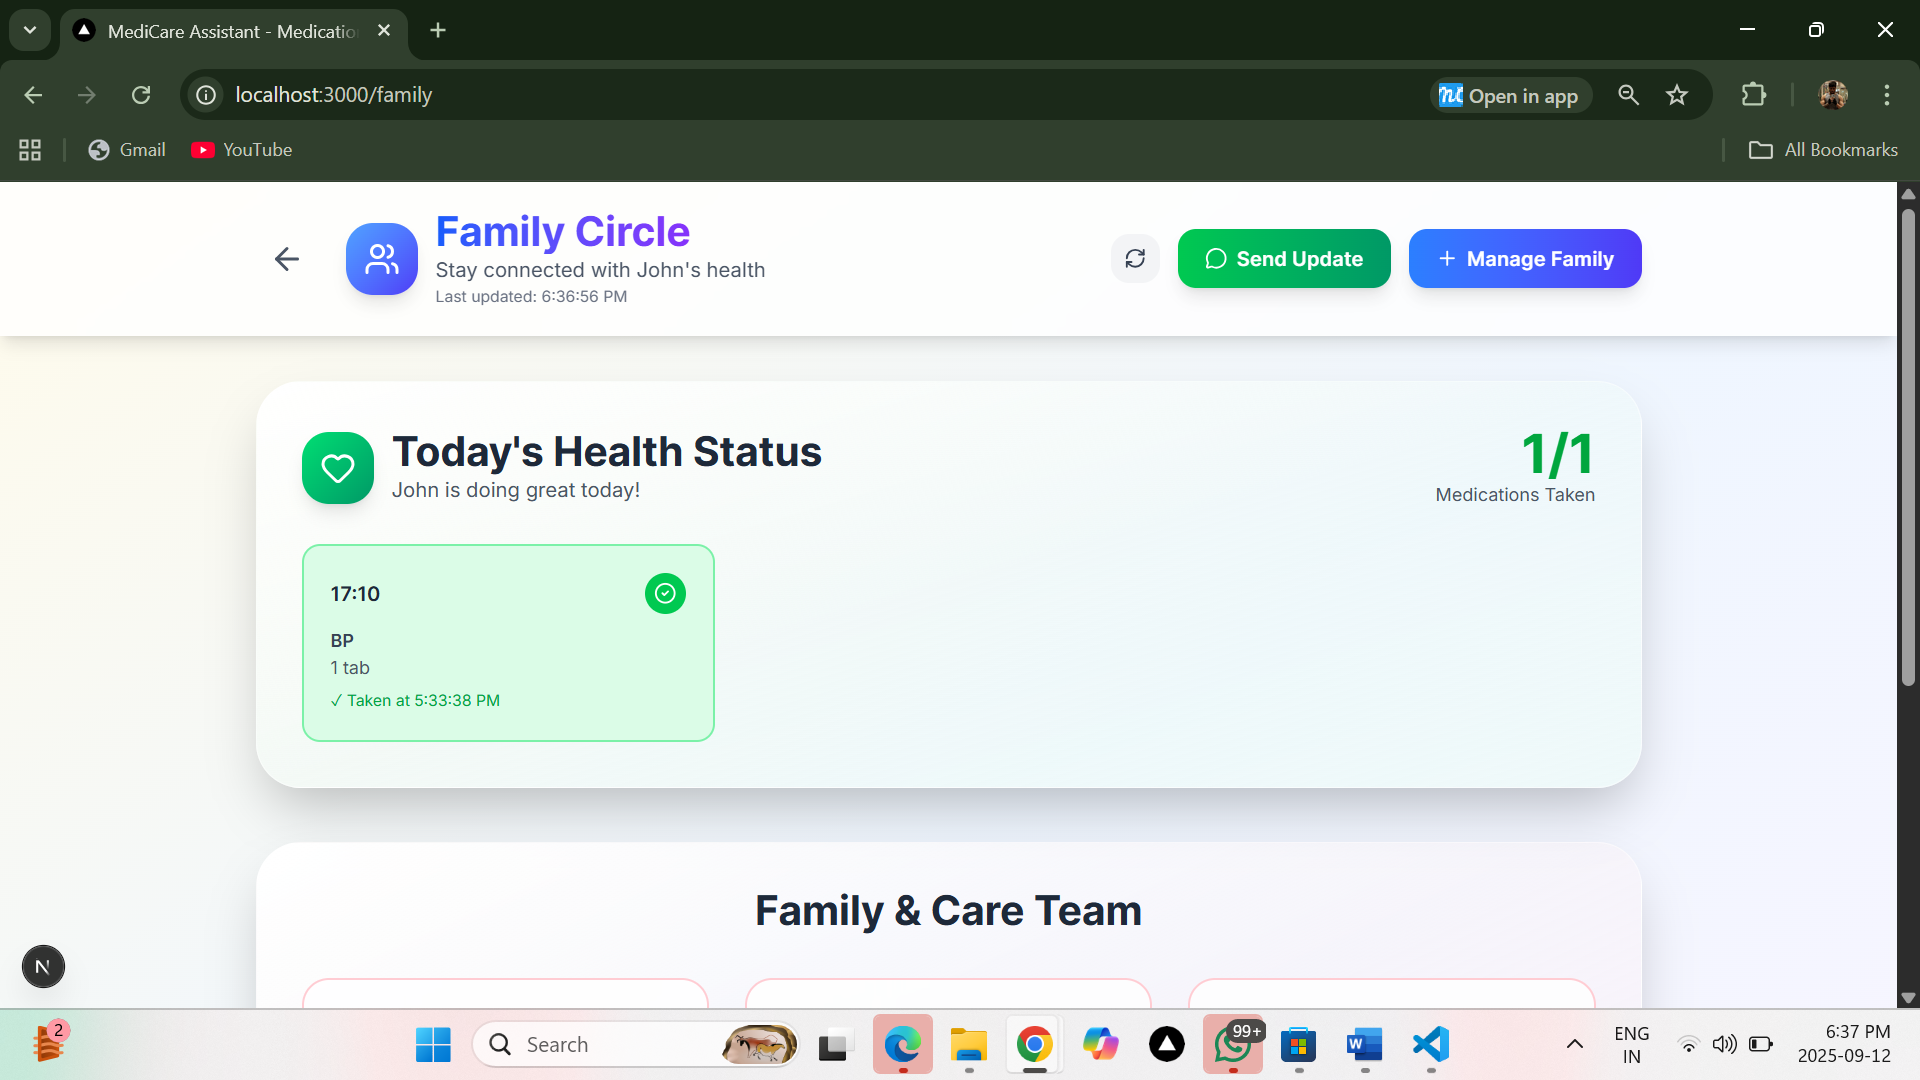 MediCare Assistant - Medicatio
localhost:3000/family
Open in app
Gmail
YouTube
All Bookmarks
Family Circle
Stay connected with John's health
Last updated: 6:36:56 PM
Send Update
Manage Family
Today's Health Status
John is doing great today!
1/1
Medications Taken
17:10
BP
1 tab
✓ Taken at 5:33:38 PM
Family & Care Team
N
2
Search
99+
W
ENG
IN
6:37 PM
2025-09-12